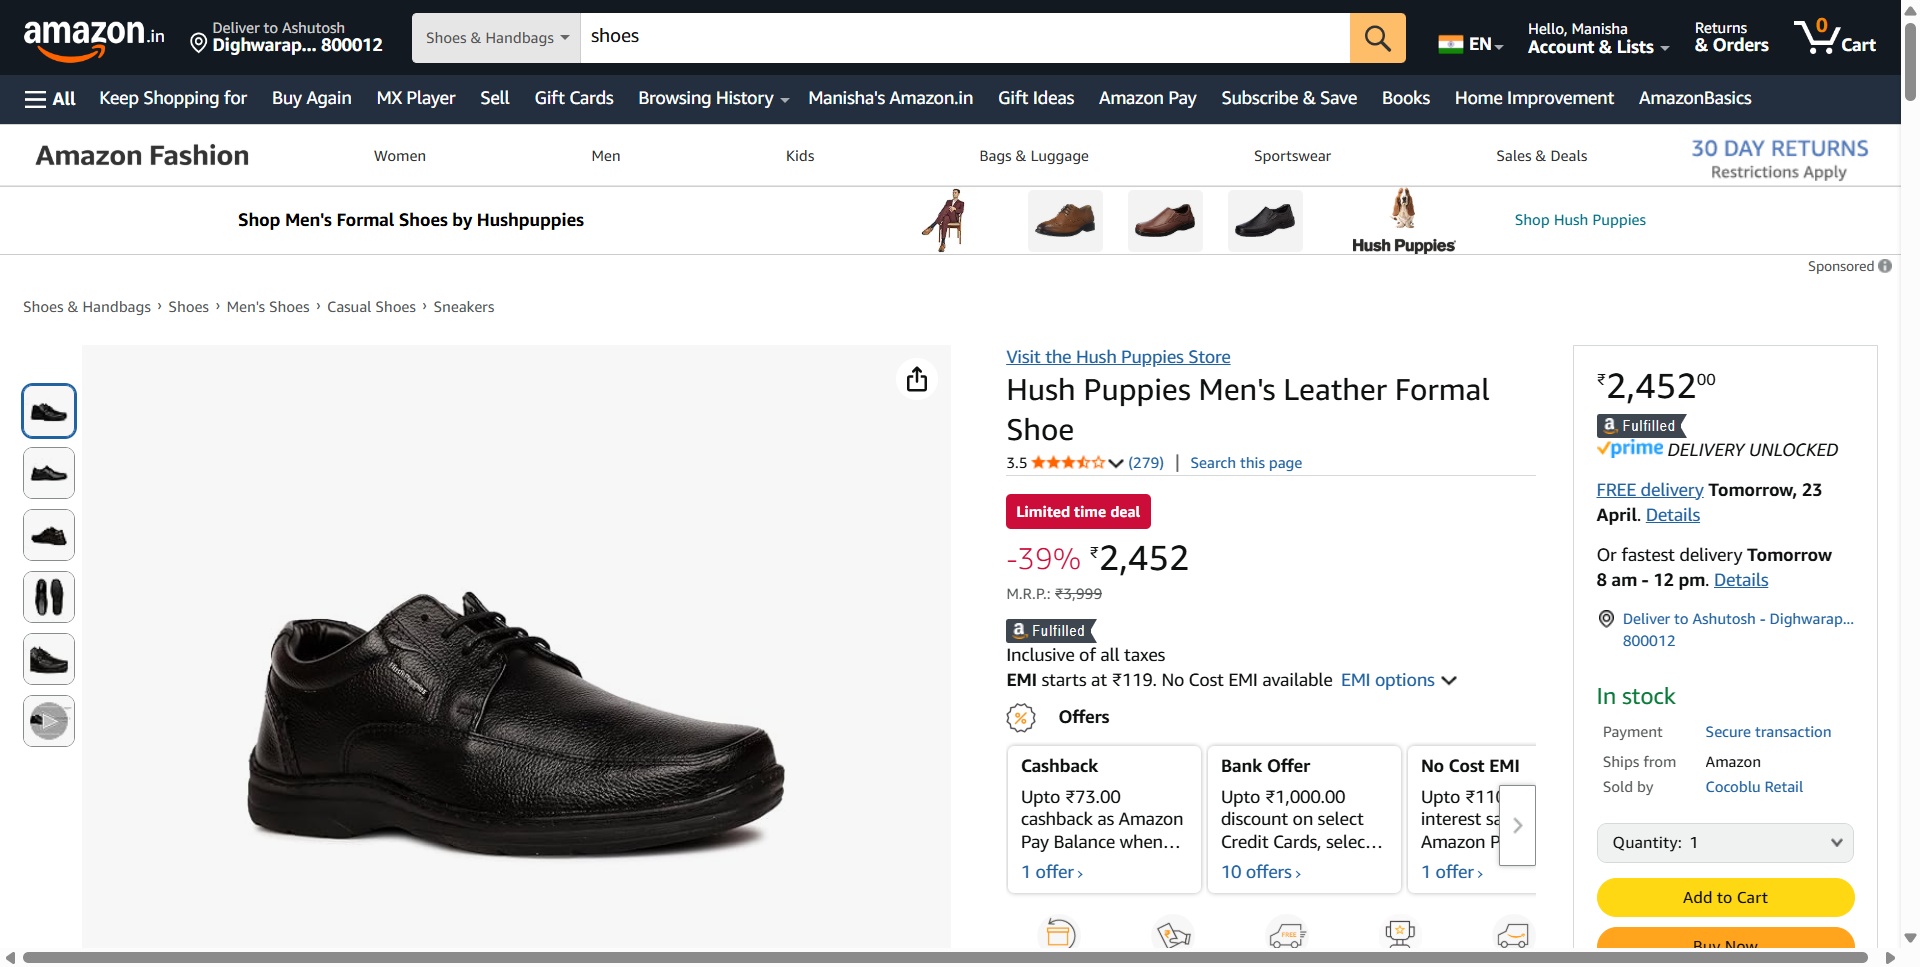 amazon.in
Deliver to Ashutosh
Dighwarap... 800012
Shoes & Handbags
shoes
EN
Hello, Manisha
Account & Lists
Returns
& Orders
0
Cart
All
Keep Shopping for
Buy Again
MX Player
Sell
Gift Cards
Browsing History
Manisha's Amazon.in
Gift Ideas
Amazon Pay
Subscribe & Save
Books
Home Improvement
AmazonBasics
Amazon Fashion
Women
Men
Kids
Bags & Luggage
Sportswear
Sales & Deals
30 DAY RETURNS
Restrictions Apply
Shop Men's Formal Shoes by Hushpuppies
Hush Puppies
Shop Hush Puppies
Sponsored
Shoes & Handbags › Shoes › Men's Shoes › Casual Shoes › Sneakers
Hush Puppies
Visit the Hush Puppies Store
Hush Puppies Men's Leather Formal
Shoe
3.5 (279) | Search this page
Limited time deal
-39% ₹2,452
M.R.P.: ₹3,999
a Fulfilled
Inclusive of all taxes
EMI starts at ₹119. No Cost EMI available EMI options
% Offers
Cashback
Upto ₹73.00
cashback as Amazon
Pay Balance when...
1 offer ›
Bank Offer
Upto ₹1,000.00
discount on select
Credit Cards, selec...
10 offers ›
No Cost EMI
Upto ₹110
interest sa
Amazon P
1 offer ›
FREE
₹2,45200
a Fulfilled
prime DELIVERY UNLOCKED
FREE delivery Tomorrow, 23
April. Details
Or fastest delivery Tomorrow
8 am - 12 pm. Details
Deliver to Ashutosh - Dighwarap...
800012
In stock
Payment Secure transaction
Ships from Amazon
Sold by Cocoblu Retail
Quantity: 1
Add to Cart
Buy Now